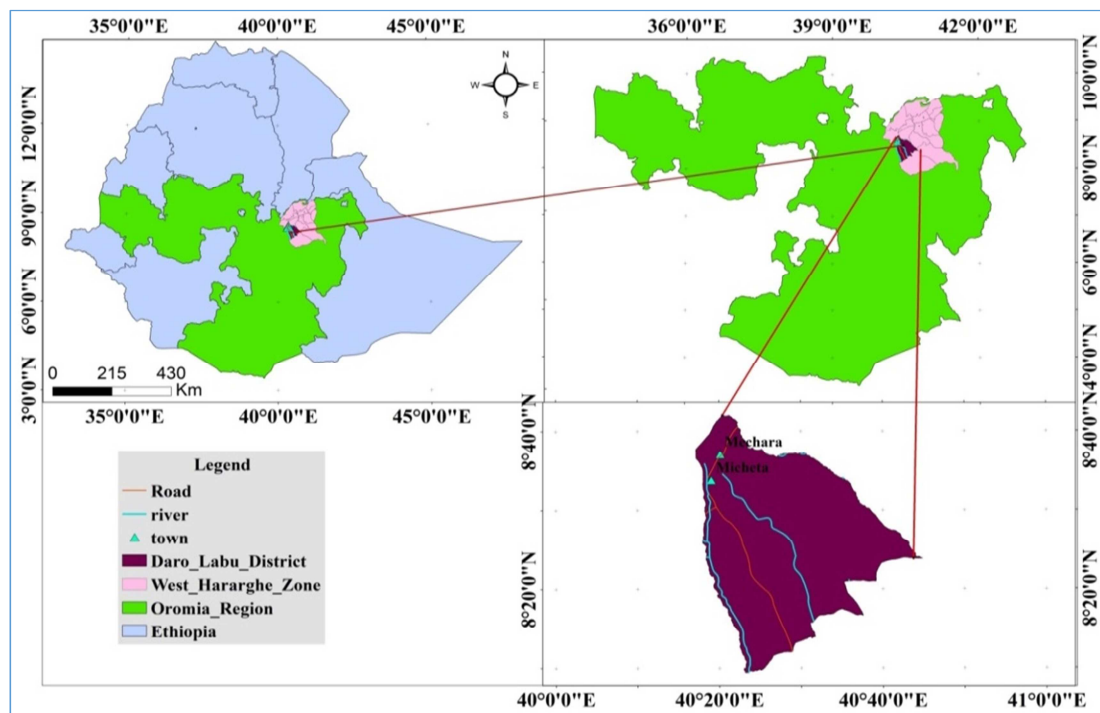 35°0'0"E 40°0'0"E 45°0'0"E
36°0'0"E 39°0'0"E 42°0'0"E
N
W E
S
12°0'0"N
9°0'0"N
6°0'0"N
3°0'0"N
10°0'0"N
8°0'0"N
6°0'0"N
4°0'0"N
0 215 430
Km
35°0'0"E 40°0'0"E 45°0'0"E
Legend
Road
river
town
Daro_Labu_District
West_Hararghe_Zone
Oromia_Region
Ethiopia
8°40'0"N
8°20'0"N
Mechara
Micheta
8°40'0"N
8°20'0"N
40°0'0"E 40°20'0"E 40°40'0"E 41°0'0"E